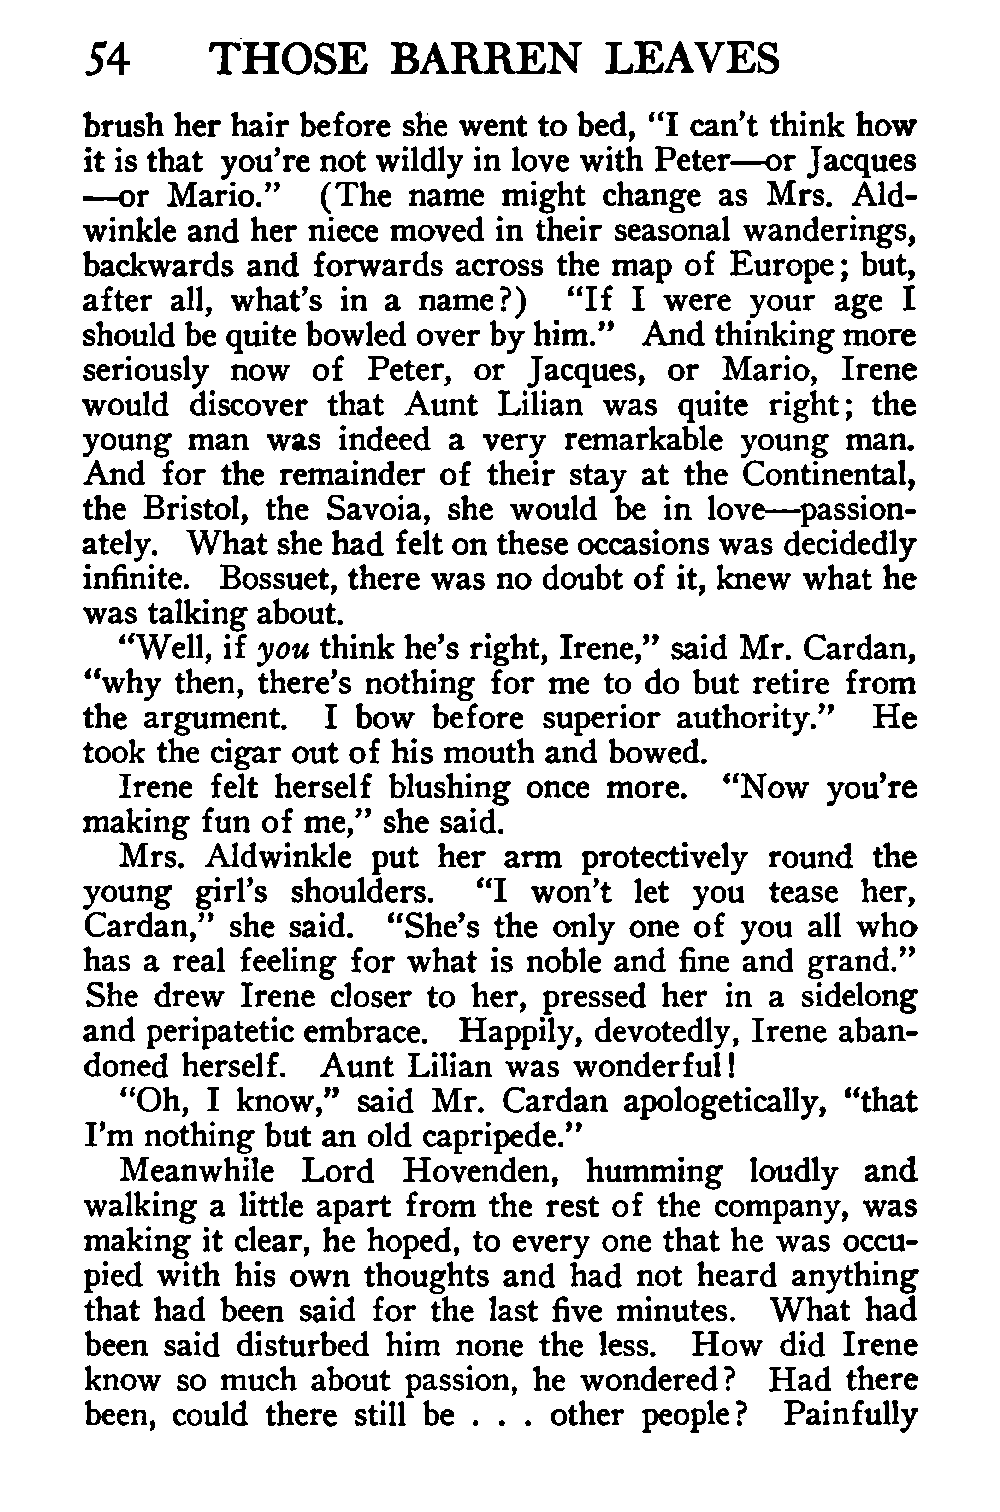 54 THOSE BARREN LEAVES
brush her hair before she went to bed, “I can’t think how
it is that you’re not wildly in love with Peter—or Jacques
—or Mario.” (The name might change as Mrs. Ald-
winkle and her niece moved in their seasonal wanderings,
backwards and forwards across the map of Europe; but,
after all, what’s in a name?) “If I were your age I
should be quite bowled over by him.” And thinking more
seriously now of Peter, or Jacques, or Mario, Irene
would discover that Aunt Lilian was quite right; the
young man was indeed a very remarkable young man.
And for the remainder of their stay at the Continental,
the Bristol, the Savoia, she would be in love—passion-
ately. What she had felt on these occasions was decidedly
infinite. Bossuet, there was no doubt of it, knew what he
was talking about.
“Well, if you think he’s right, Irene,” said Mr. Cardan,
“why then, there’s nothing for me to do but retire from
the argument. I bow before superior authority.” He
took the cigar out of his mouth and bowed.
Irene felt herself blushing once more. “Now you’re
making fun of me,” she said.
Mrs. Aldwinkle put her arm protectively round the
young girl’s shoulders. “I won’t let you tease her,
Cardan,” she said. “She’s the only one of you all who
has a real feeling for what is noble and fine and grand.”
She drew Irene closer to her, pressed her in a sidelong
and peripatetic embrace. Happily, devotedly, Irene aban-
doned herself. Aunt Lilian was wonderful!
“Oh, I know,” said Mr. Cardan apologetically, “that
I’m nothing but an old capripede.”
Meanwhile Lord Hovenden, humming loudly and
walking a little apart from the rest of the company, was
making it clear, he hoped, to every one that he was occu-
pied with his own thoughts and had not heard anything
that had been said for the last five minutes. What had
been said disturbed him none the less. How did Irene
know so much about passion, he wondered? Had there
been, could there still be . . . other people? Painfully